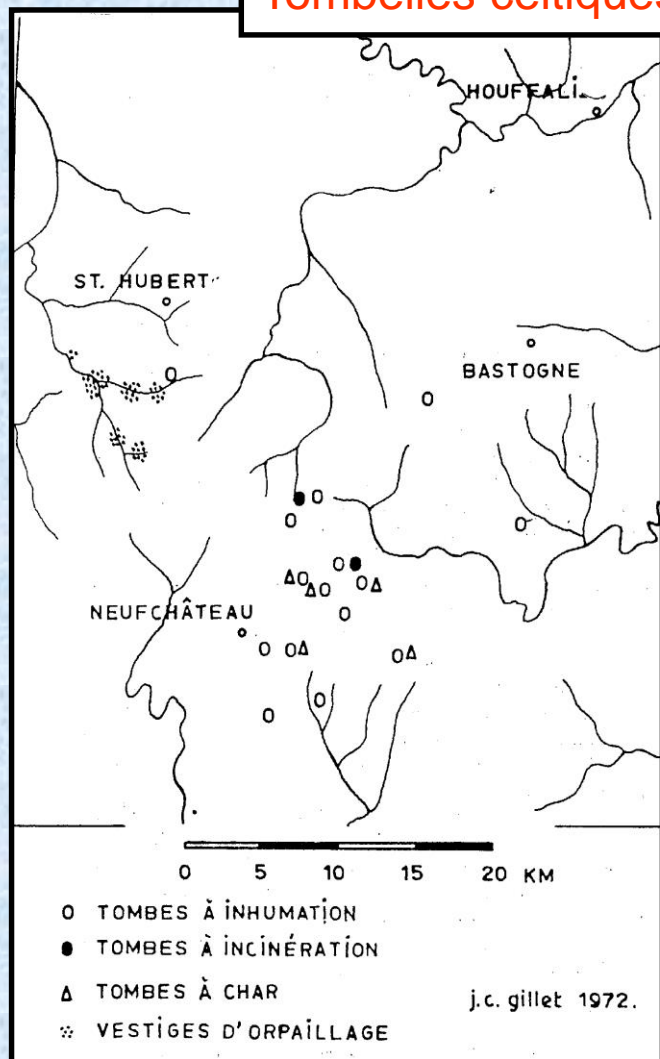 Tombelles celtiques
HOUFFALI.
ST. HUBERT
BASTOGNE
NEUFCHÂTEAU
0 5 10 15 20 KM
TOMBES À INHUMATION
TOMBES À INCINÉRATION
TOMBES À CHAR
j.c. gillet 1972.
VESTIGES D'ORPAILLAGE